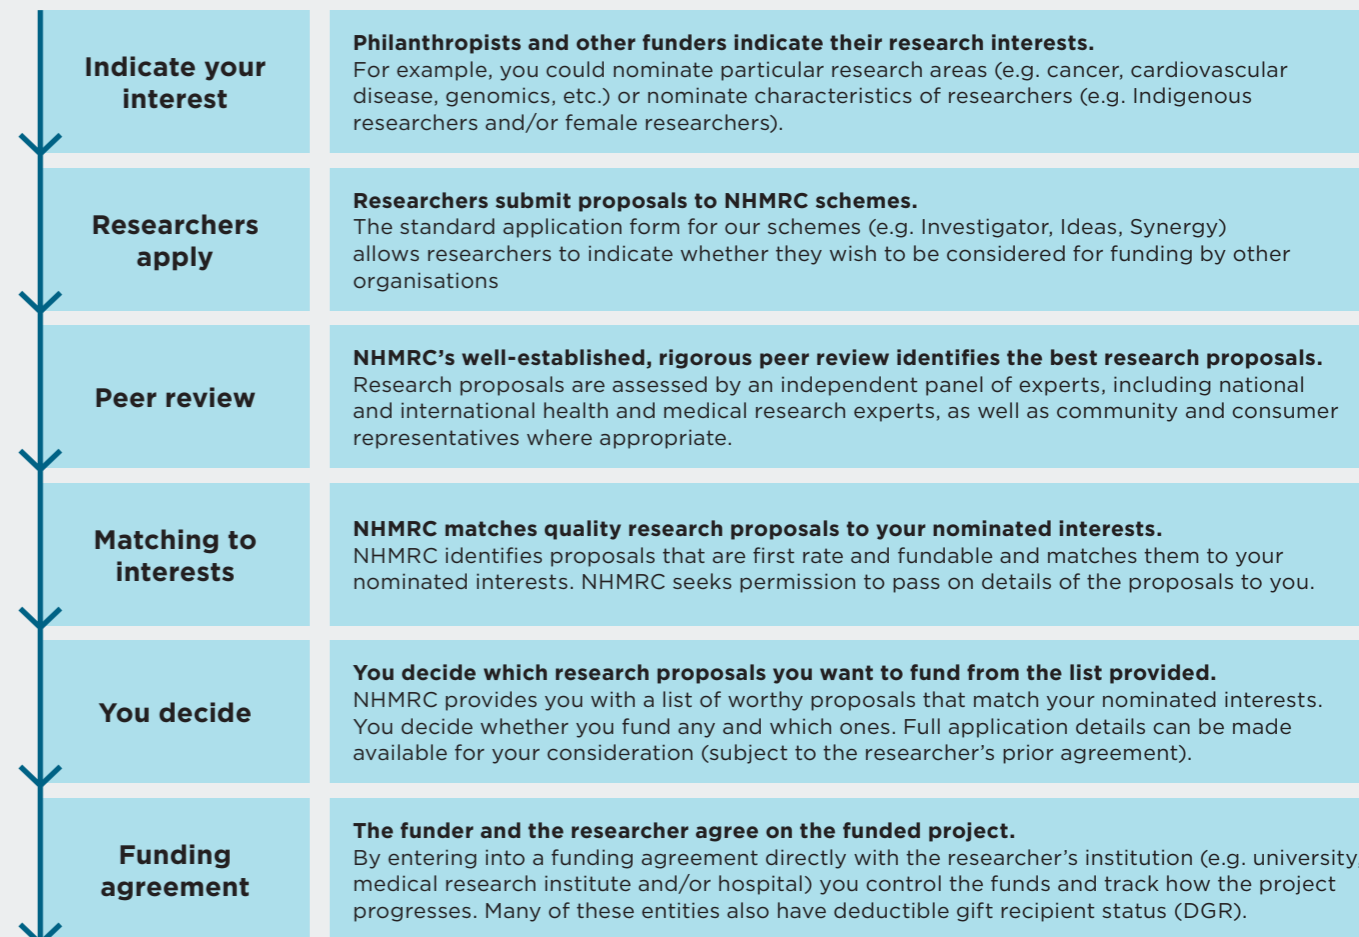 Indicate your
interest
Philanthropists and other funders indicate their research interests.
For example, you could nominate particular research areas (e.g. cancer, cardiovascular
disease, genomics, etc.) or nominate characteristics of researchers (e.g. Indigenous
researchers and/or female researchers).
Researchers
apply
Researchers submit proposals to NHMRC schemes.
The standard application form for our schemes (e.g. Investigator, Ideas, Synergy)
allows researchers to indicate whether they wish to be considered for funding by other
organisations
Peer review
NHMRC’s well-established, rigorous peer review identifies the best research proposals.
Research proposals are assessed by an independent panel of experts, including national
and international health and medical research experts, as well as community and consumer
representatives where appropriate.
Matching to
interests
NHMRC matches quality research proposals to your nominated interests.
NHMRC identifies proposals that are first rate and fundable and matches them to your
nominated interests. NHMRC seeks permission to pass on details of the proposals to you.
You decide
You decide which research proposals you want to fund from the list provided.
NHMRC provides you with a list of worthy proposals that match your nominated interests.
You decide whether you fund any and which ones. Full application details can be made
available for your consideration (subject to the researcher’s prior agreement).
Funding
agreement
The funder and the researcher agree on the funded project.
By entering into a funding agreement directly with the researcher’s institution (e.g. university,
medical research institute and/or hospital) you control the funds and track how the project
progresses. Many of these entities also have deductible gift recipient status (DGR).